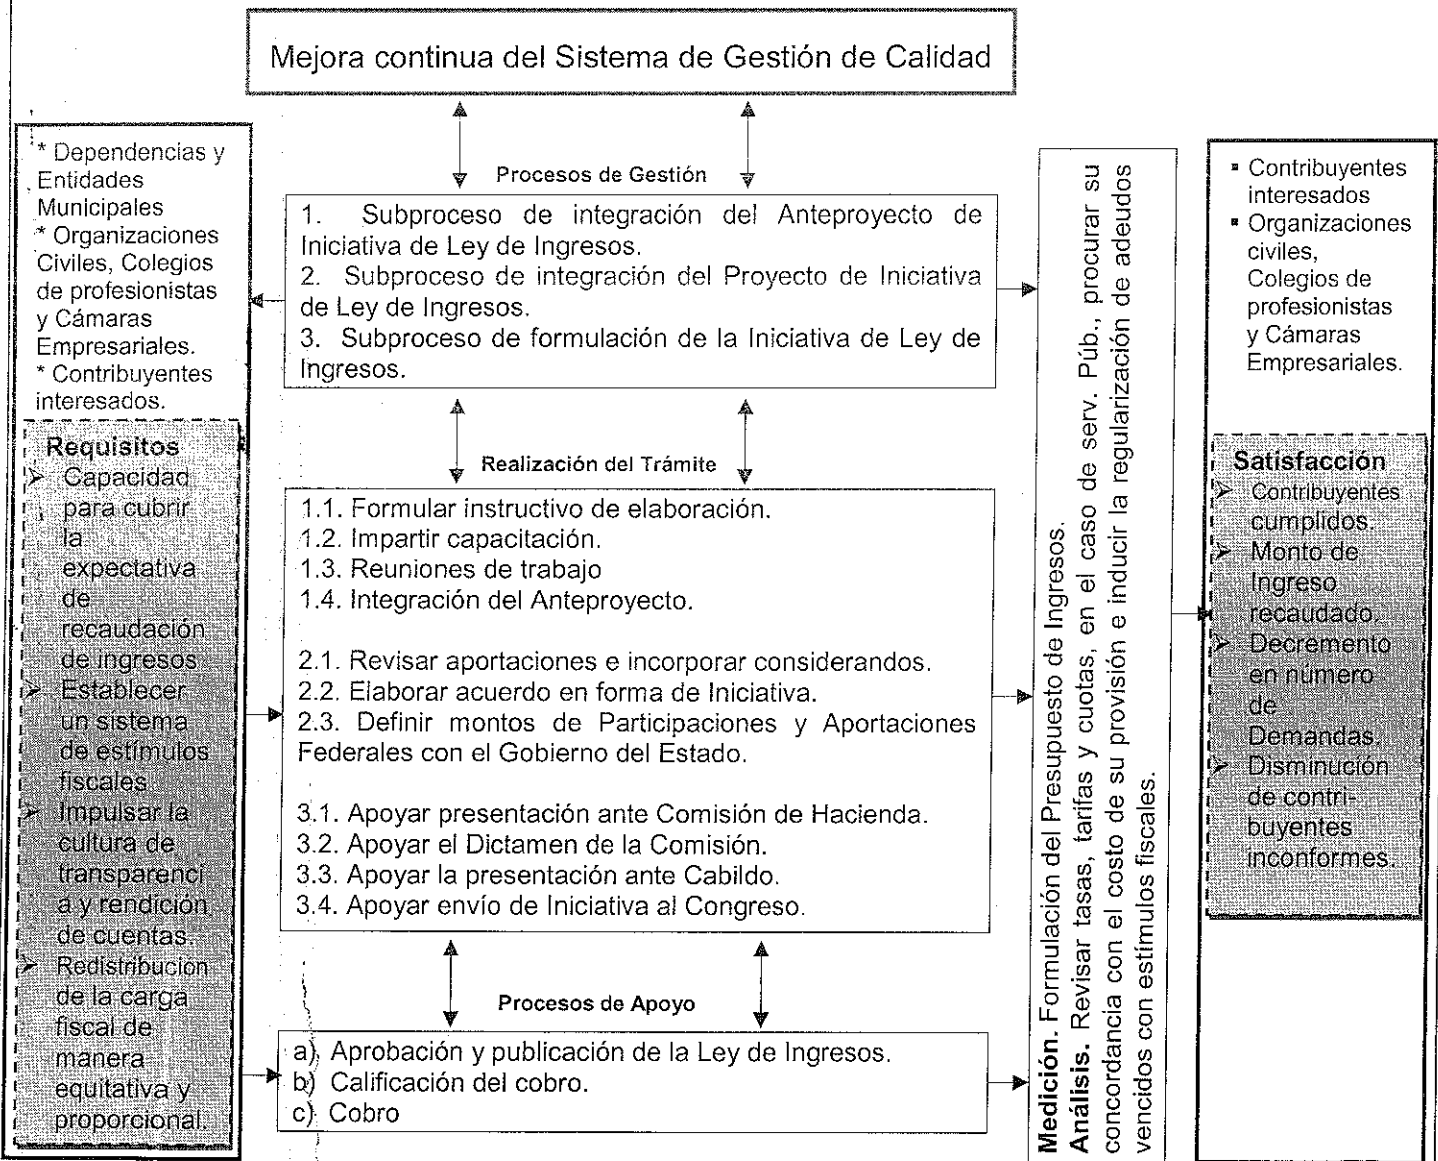 Mejora continua del Sistema de Gestión de Calidad
* Dependencias y
Entidades
Municipales
* Organizaciones
Civiles, Colegios
de profesionistas
y Cámaras
Empresariales.
* Contribuyentes
interesados.
Requisitos
➢ Capacidad
para cubrir
la
expectativa
de
recaudación
de ingresos
➢ Establecer
un sistema
de estímulos
fiscales
➢ Impulsar la
cultura de
transparenci
a y rendición
de cuentas.
➢ Redistribución
de la carga
fiscal de
manera
equitativa y
proporcional.
Procesos de Gestión
1. Subproceso de integración del Anteproyecto de
Iniciativa de Ley de Ingresos.
2. Subproceso de integración del Proyecto de Iniciativa
de Ley de Ingresos.
3. Subproceso de formulación de la Iniciativa de Ley de
Ingresos.
Realización del Trámite
1.1. Formular instructivo de elaboración.
1.2. Impartir capacitación.
1.3. Reuniones de trabajo
1.4. Integración del Anteproyecto.
2.1. Revisar aportaciones e incorporar considerandos.
2.2. Elaborar acuerdo en forma de Iniciativa.
2.3. Definir montos de Participaciones y Aportaciones
Federales con el Gobierno del Estado.
3.1. Apoyar presentación ante Comisión de Hacienda.
3.2. Apoyar el Dictamen de la Comisión.
3.3. Apoyar la presentación ante Cabildo.
3.4. Apoyar envío de Iniciativa al Congreso.
Procesos de Apoyo
a) Aprobación y publicación de la Ley de Ingresos.
b) Calificación del cobro.
c) Cobro
Medición. Formulación del Presupuesto de Ingresos.
Análisis. Revisar tasas, tarifas y cuotas, en el caso de serv. Púb., procurar su
concordancia con el costo de su provisión e inducir la regularización de adeudos
vencidos con estímulos fiscales.
▪ Contribuyentes
interesados
▪ Organizaciones
civiles,
Colegios de
profesionistas
y Cámaras
Empresariales.
Satisfacción
➢ Contribuyentes
cumplidos.
➢ Monto de
Ingreso
recaudado.
➢ Decremento
en número
de
Demandas.
➢ Disminución
de contri-
buyentes
inconformes.